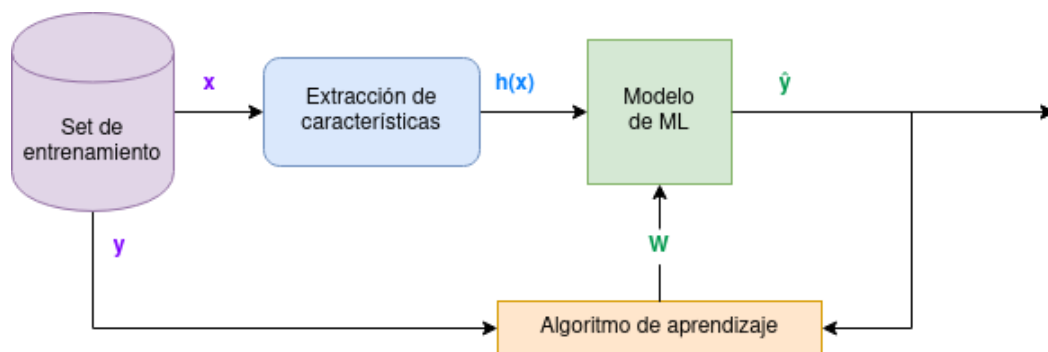 x
Extracción de
características
h(x)
Modelo
de ML
ŷ
Set de
entrenamiento
y
W
Algoritmo de aprendizaje